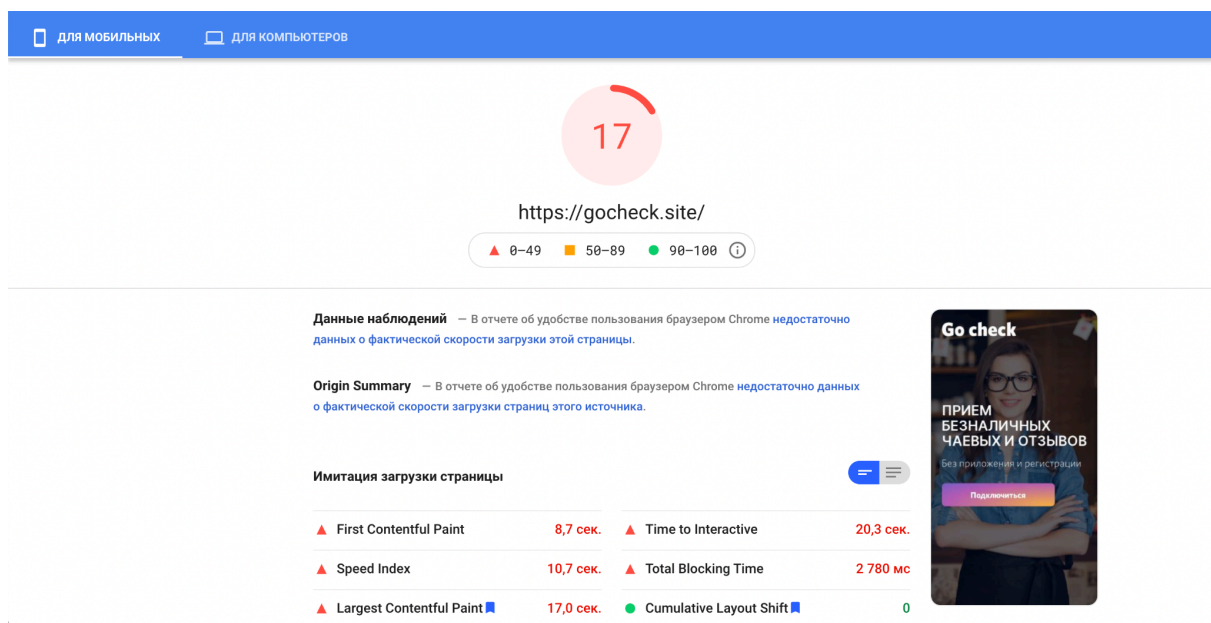 ДЛЯ МОБИЛЬНЫХ
ДЛЯ КОМПЬЮТЕРОВ
17
https://gocheck.site/
0–49 50–89 90–100
Данные наблюдений — В отчете об удобстве пользования браузером Chrome недостаточно
данных о фактической скорости загрузки этой страницы.
Origin Summary — В отчете об удобстве пользования браузером Chrome недостаточно данных
о фактической скорости загрузки страниц этого источника.
Имитация загрузки страницы
First Contentful Paint 8,7 сек.
Time to Interactive 20,3 сек.
Speed Index 10,7 сек.
Total Blocking Time 2 780 мс
Largest Contentful Paint 17,0 сек.
Cumulative Layout Shift 0
Go check
ПРИЕМ
БЕЗНАЛИЧНЫХ
ЧАЕВЫХ И ОТЗЫВОВ
Без приложения и регистрации
Подключиться